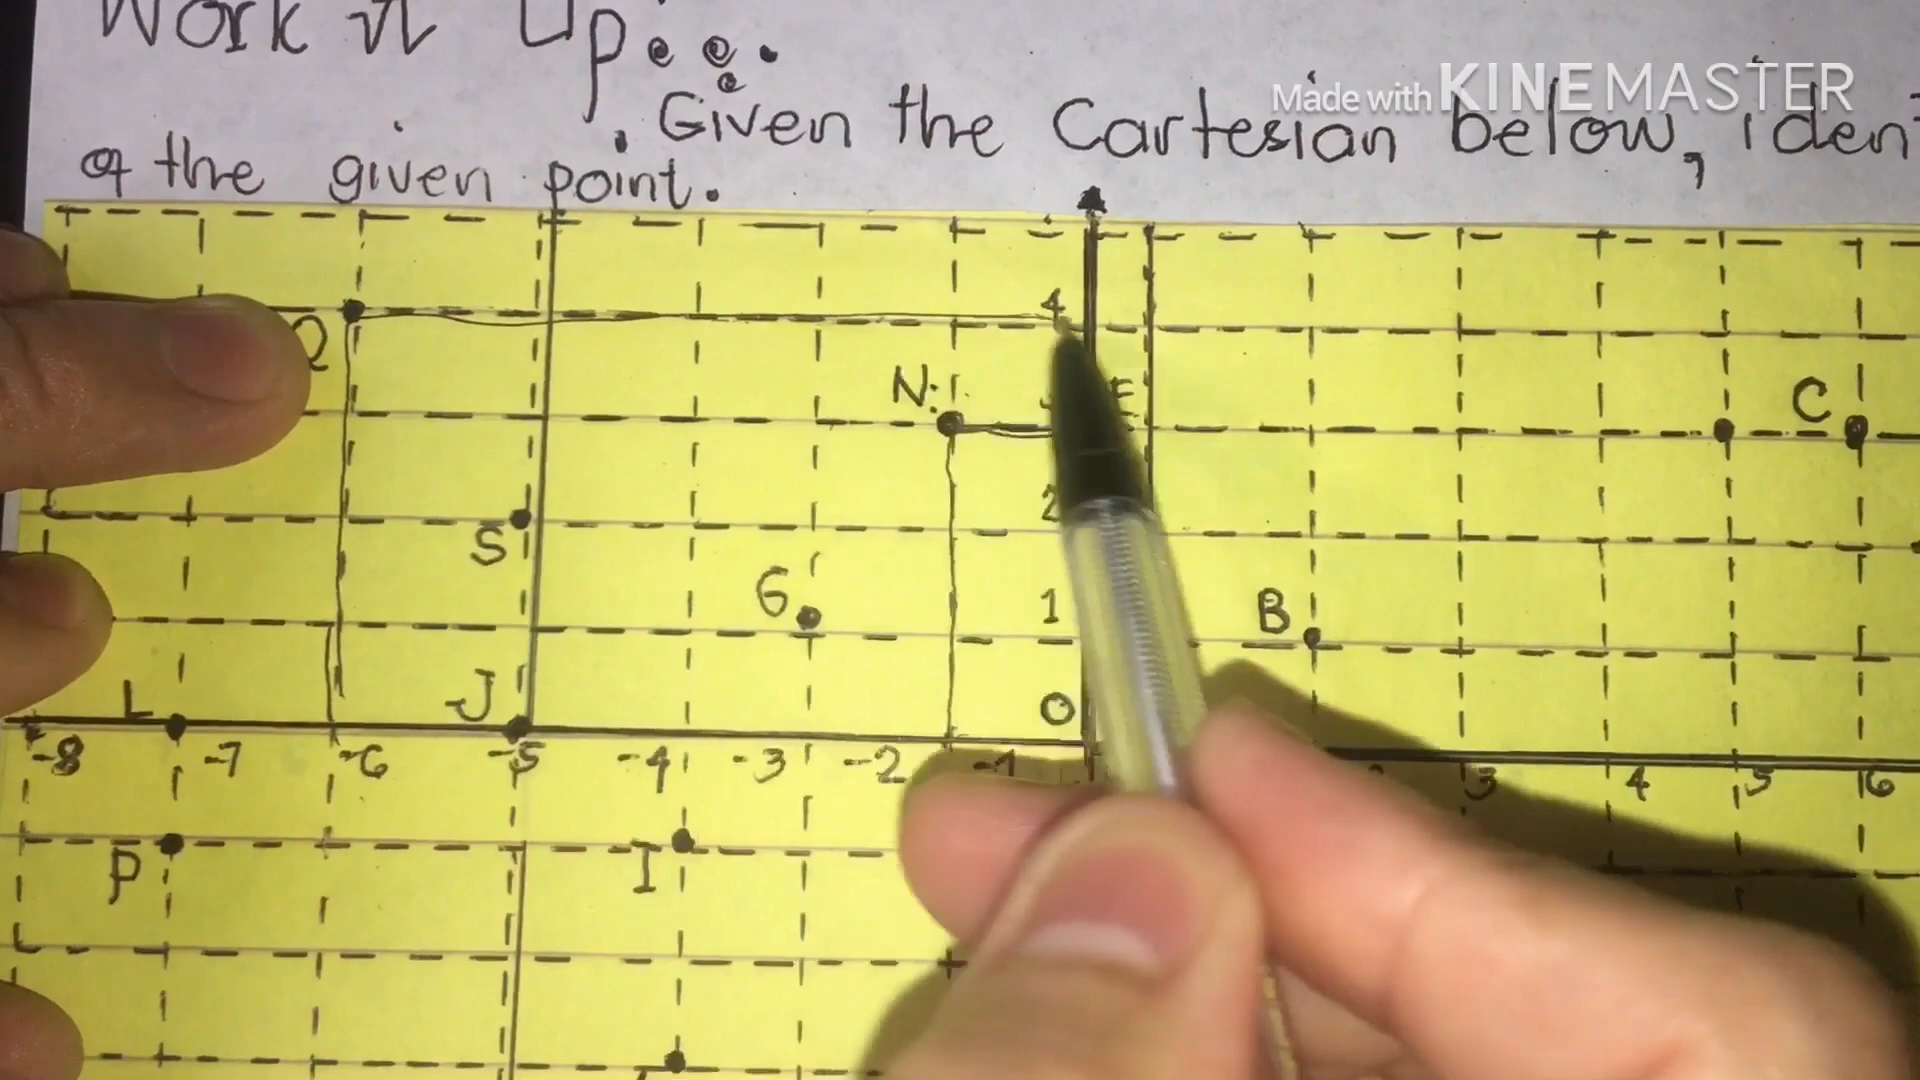 Work it Up...
Made with KINEMASTER
Given the Cartesian below, iden
of the given point.
4
Q
N
C
2
S
G
1
B
L
J
0
-8 -7 -6 -5 -4 -3 -2 -1 3 4 5 6
P
I